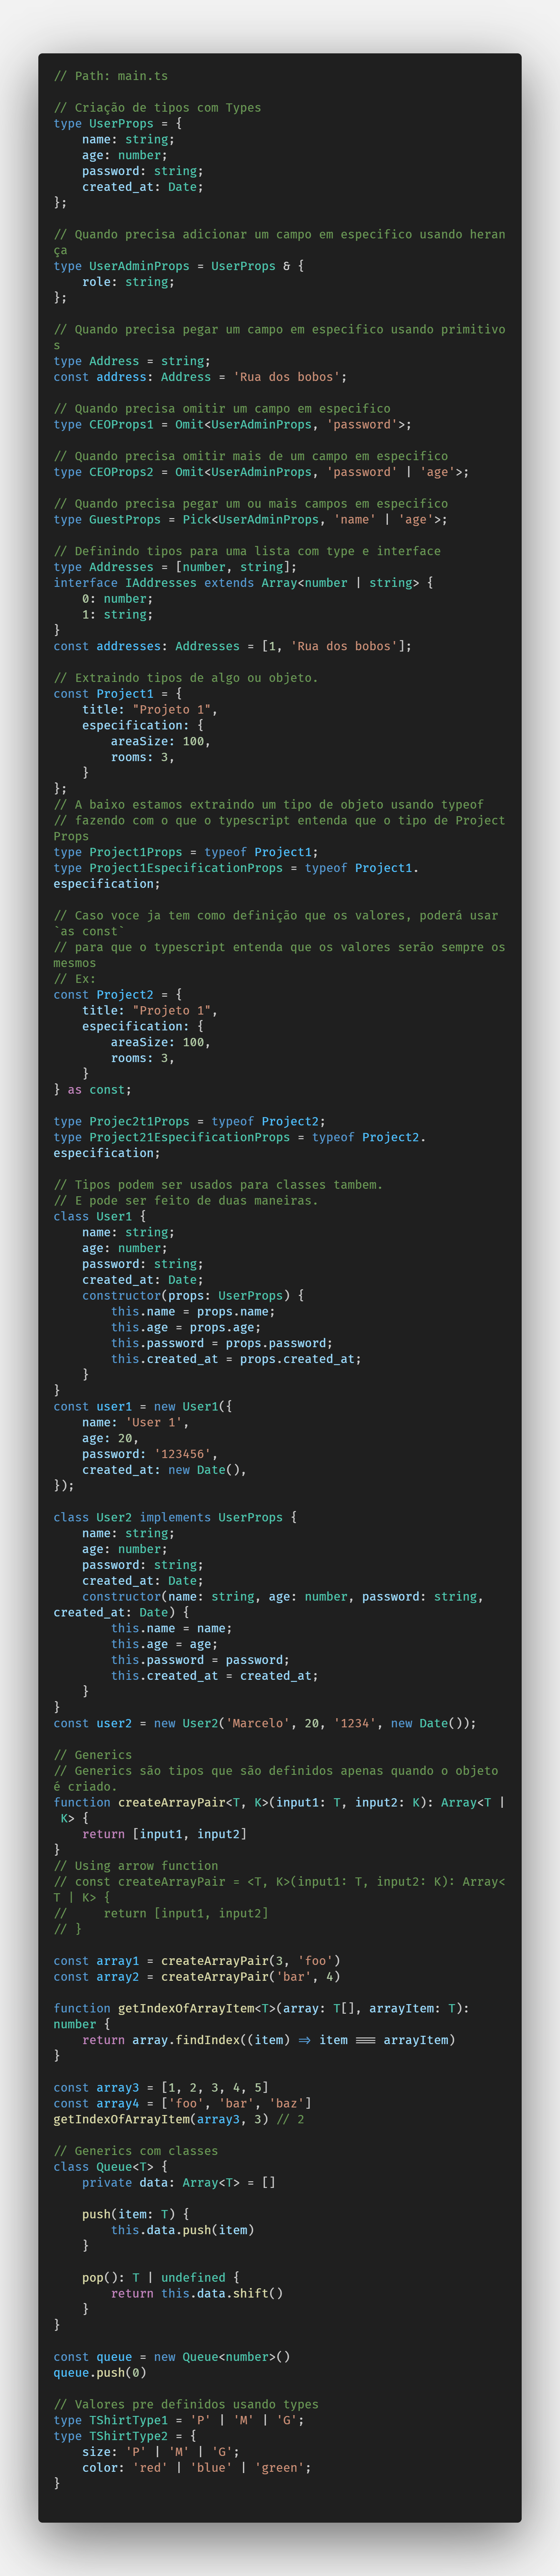 // Path: main.ts

// Criação de tipos com Types
type UserProps = {
    name: string;
    age: number;
    password: string;
    created_at: Date;
};

// Quando precisa adicionar um campo em especifico usando heran
ça
type UserAdminProps = UserProps & {
    role: string;
};

// Quando precisa pegar um campo em especifico usando primitivo
s
type Address = string;
const address: Address = 'Rua dos bobos';

// Quando precisa omitir um campo em especifico
type CEOProps1 = Omit<UserAdminProps, 'password'>;

// Quando precisa omitir mais de um campo em especifico
type CEOProps2 = Omit<UserAdminProps, 'password' | 'age'>;

// Quando precisa pegar um ou mais campos em especifico
type GuestProps = Pick<UserAdminProps, 'name' | 'age'>;

// Definindo tipos para uma lista com type e interface
type Addresses = [number, string];
interface IAddresses extends Array<number | string> {
    0: number;
    1: string;
}
const addresses: Addresses = [1, 'Rua dos bobos'];

// Extraindo tipos de algo ou objeto.
const Project1 = {
    title: "Projeto 1",
    especification: {
        areaSize: 100,
        rooms: 3,
    }
};
// A baixo estamos extraindo um tipo de objeto usando typeof
// fazendo com o que o typescript entenda que o tipo de Project
Props
type Project1Props = typeof Project1;
type Project1EspecificationProps = typeof Project1.
especification;

// Caso voce ja tem como definição que os valores, poderá usar
`as const`
// para que o typescript entenda que os valores serão sempre os
mesmos
// Ex:
const Project2 = {
    title: "Projeto 1",
    especification: {
        areaSize: 100,
        rooms: 3,
    }
} as const;

type Projec2t1Props = typeof Project2;
type Project21EspecificationProps = typeof Project2.
especification;

// Tipos podem ser usados para classes tambem.
// E pode ser feito de duas maneiras.
class User1 {
    name: string;
    age: number;
    password: string;
    created_at: Date;
    constructor(props: UserProps) {
        this.name = props.name;
        this.age = props.age;
        this.password = props.password;
        this.created_at = props.created_at;
    }
}
const user1 = new User1({
    name: 'User 1',
    age: 20,
    password: '123456',
    created_at: new Date(),
});

class User2 implements UserProps {
    name: string;
    age: number;
    password: string;
    created_at: Date;
    constructor(name: string, age: number, password: string,
created_at: Date) {
        this.name = name;
        this.age = age;
        this.password = password;
        this.created_at = created_at;
    }
}
const user2 = new User2('Marcelo', 20, '1234', new Date());

// Generics
// Generics são tipos que são definidos apenas quando o objeto
é criado.
function createArrayPair<T, K>(input1: T, input2: K): Array<T |
 K> {
    return [input1, input2]
}
// Using arrow function
// const createArrayPair = <T, K>(input1: T, input2: K): Array<
T | K> {
//     return [input1, input2]
// }

const array1 = createArrayPair(3, 'foo')
const array2 = createArrayPair('bar', 4)

function getIndexOfArrayItem<T>(array: T[], arrayItem: T):
number {
    return array.findIndex((item) => item === arrayItem)
}

const array3 = [1, 2, 3, 4, 5]
const array4 = ['foo', 'bar', 'baz']
getIndexOfArrayItem(array3, 3) // 2

// Generics com classes
class Queue<T> {
    private data: Array<T> = []

    push(item: T) {
        this.data.push(item)
    }

    pop(): T | undefined {
        return this.data.shift()
    }
}

const queue = new Queue<number>()
queue.push(0)

// Valores pre definidos usando types
type TShirtType1 = 'P' | 'M' | 'G';
type TShirtType2 = {
    size: 'P' | 'M' | 'G';
    color: 'red' | 'blue' | 'green';
}